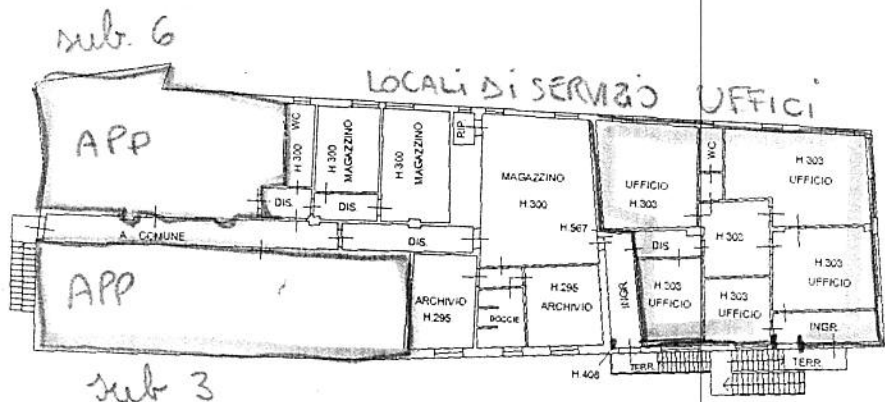 sub. 6
LOCALI DI SERVIZIO UFFICI
APP
WC
H 300
H 300
MAGAZZINO
H 300
MAGAZZINO
RIP.
MAGAZZINO
H 300
UFFICIO
H 303
WC
H 303
UFFICIO
DIS.
DIS.
A. COMUNE
DIS.
H 567
DIS
H 303
H 303
UFFICIO
APP
ARCHIVIO
H.295
DOCCIE
H.295
ARCHIVIO
INGR
H 303
UFFICIO
H 303
UFFICIO
INGR.
H.408
TERR
TERR.
sub 3